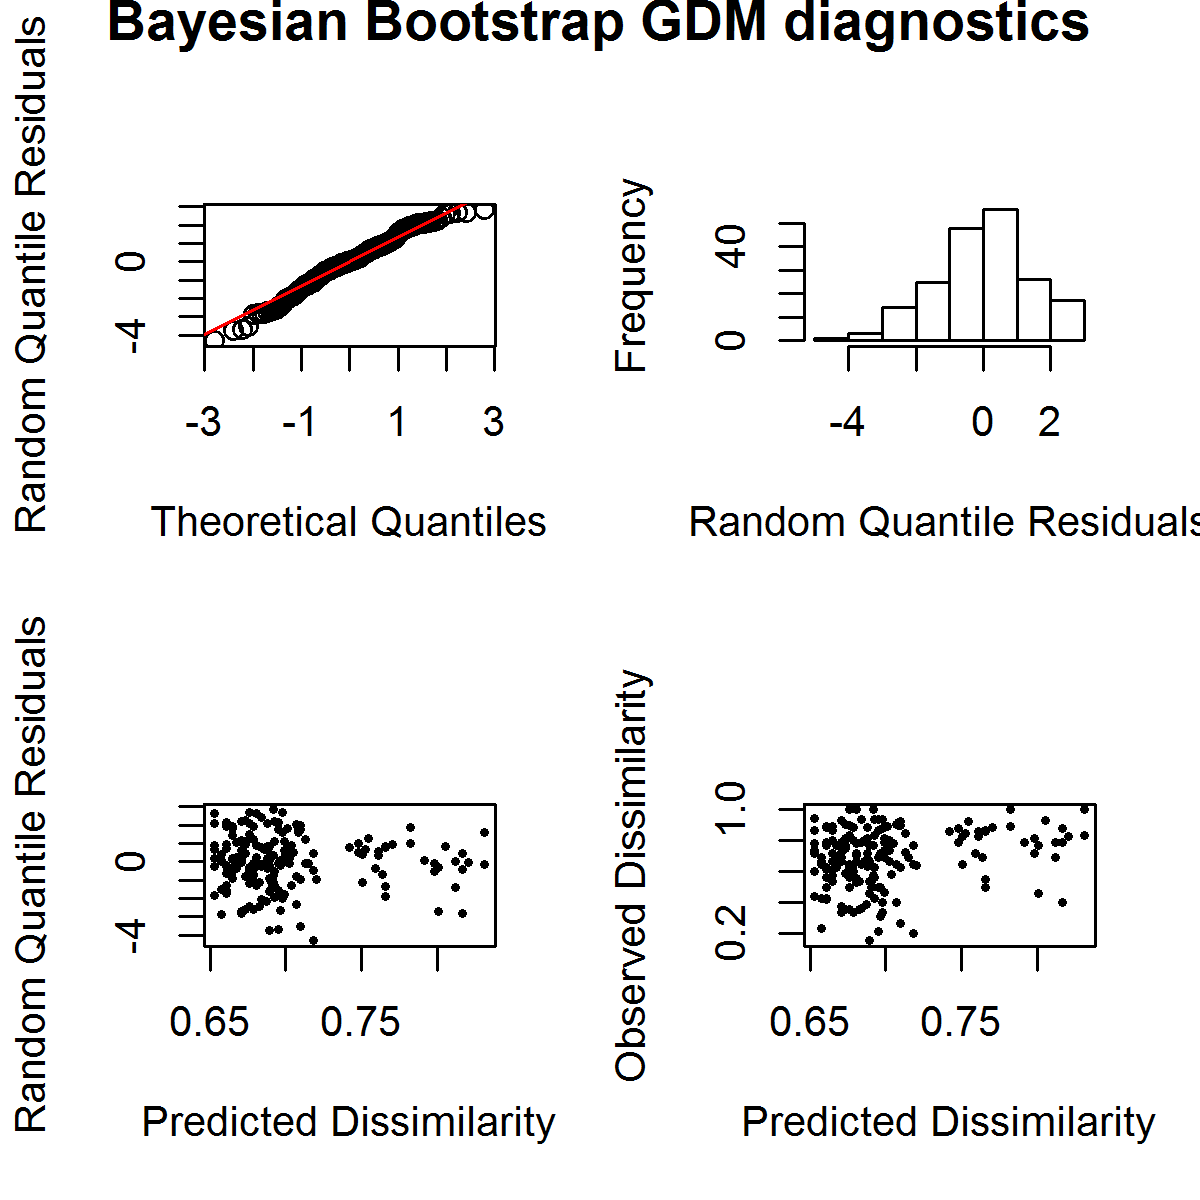 Bayesian Bootstrap GDM diagnostics
Random Quantile Residuals
0
-4
-3 -1 1 3
Theoretical Quantiles
Frequency
40
0
-4 0 2
Random Quantile Residuals
Random Quantile Residuals
0
-4
0.65 0.75
Predicted Dissimilarity
Observed Dissimilarity
1.0
0.2
0.65 0.75
Predicted Dissimilarity